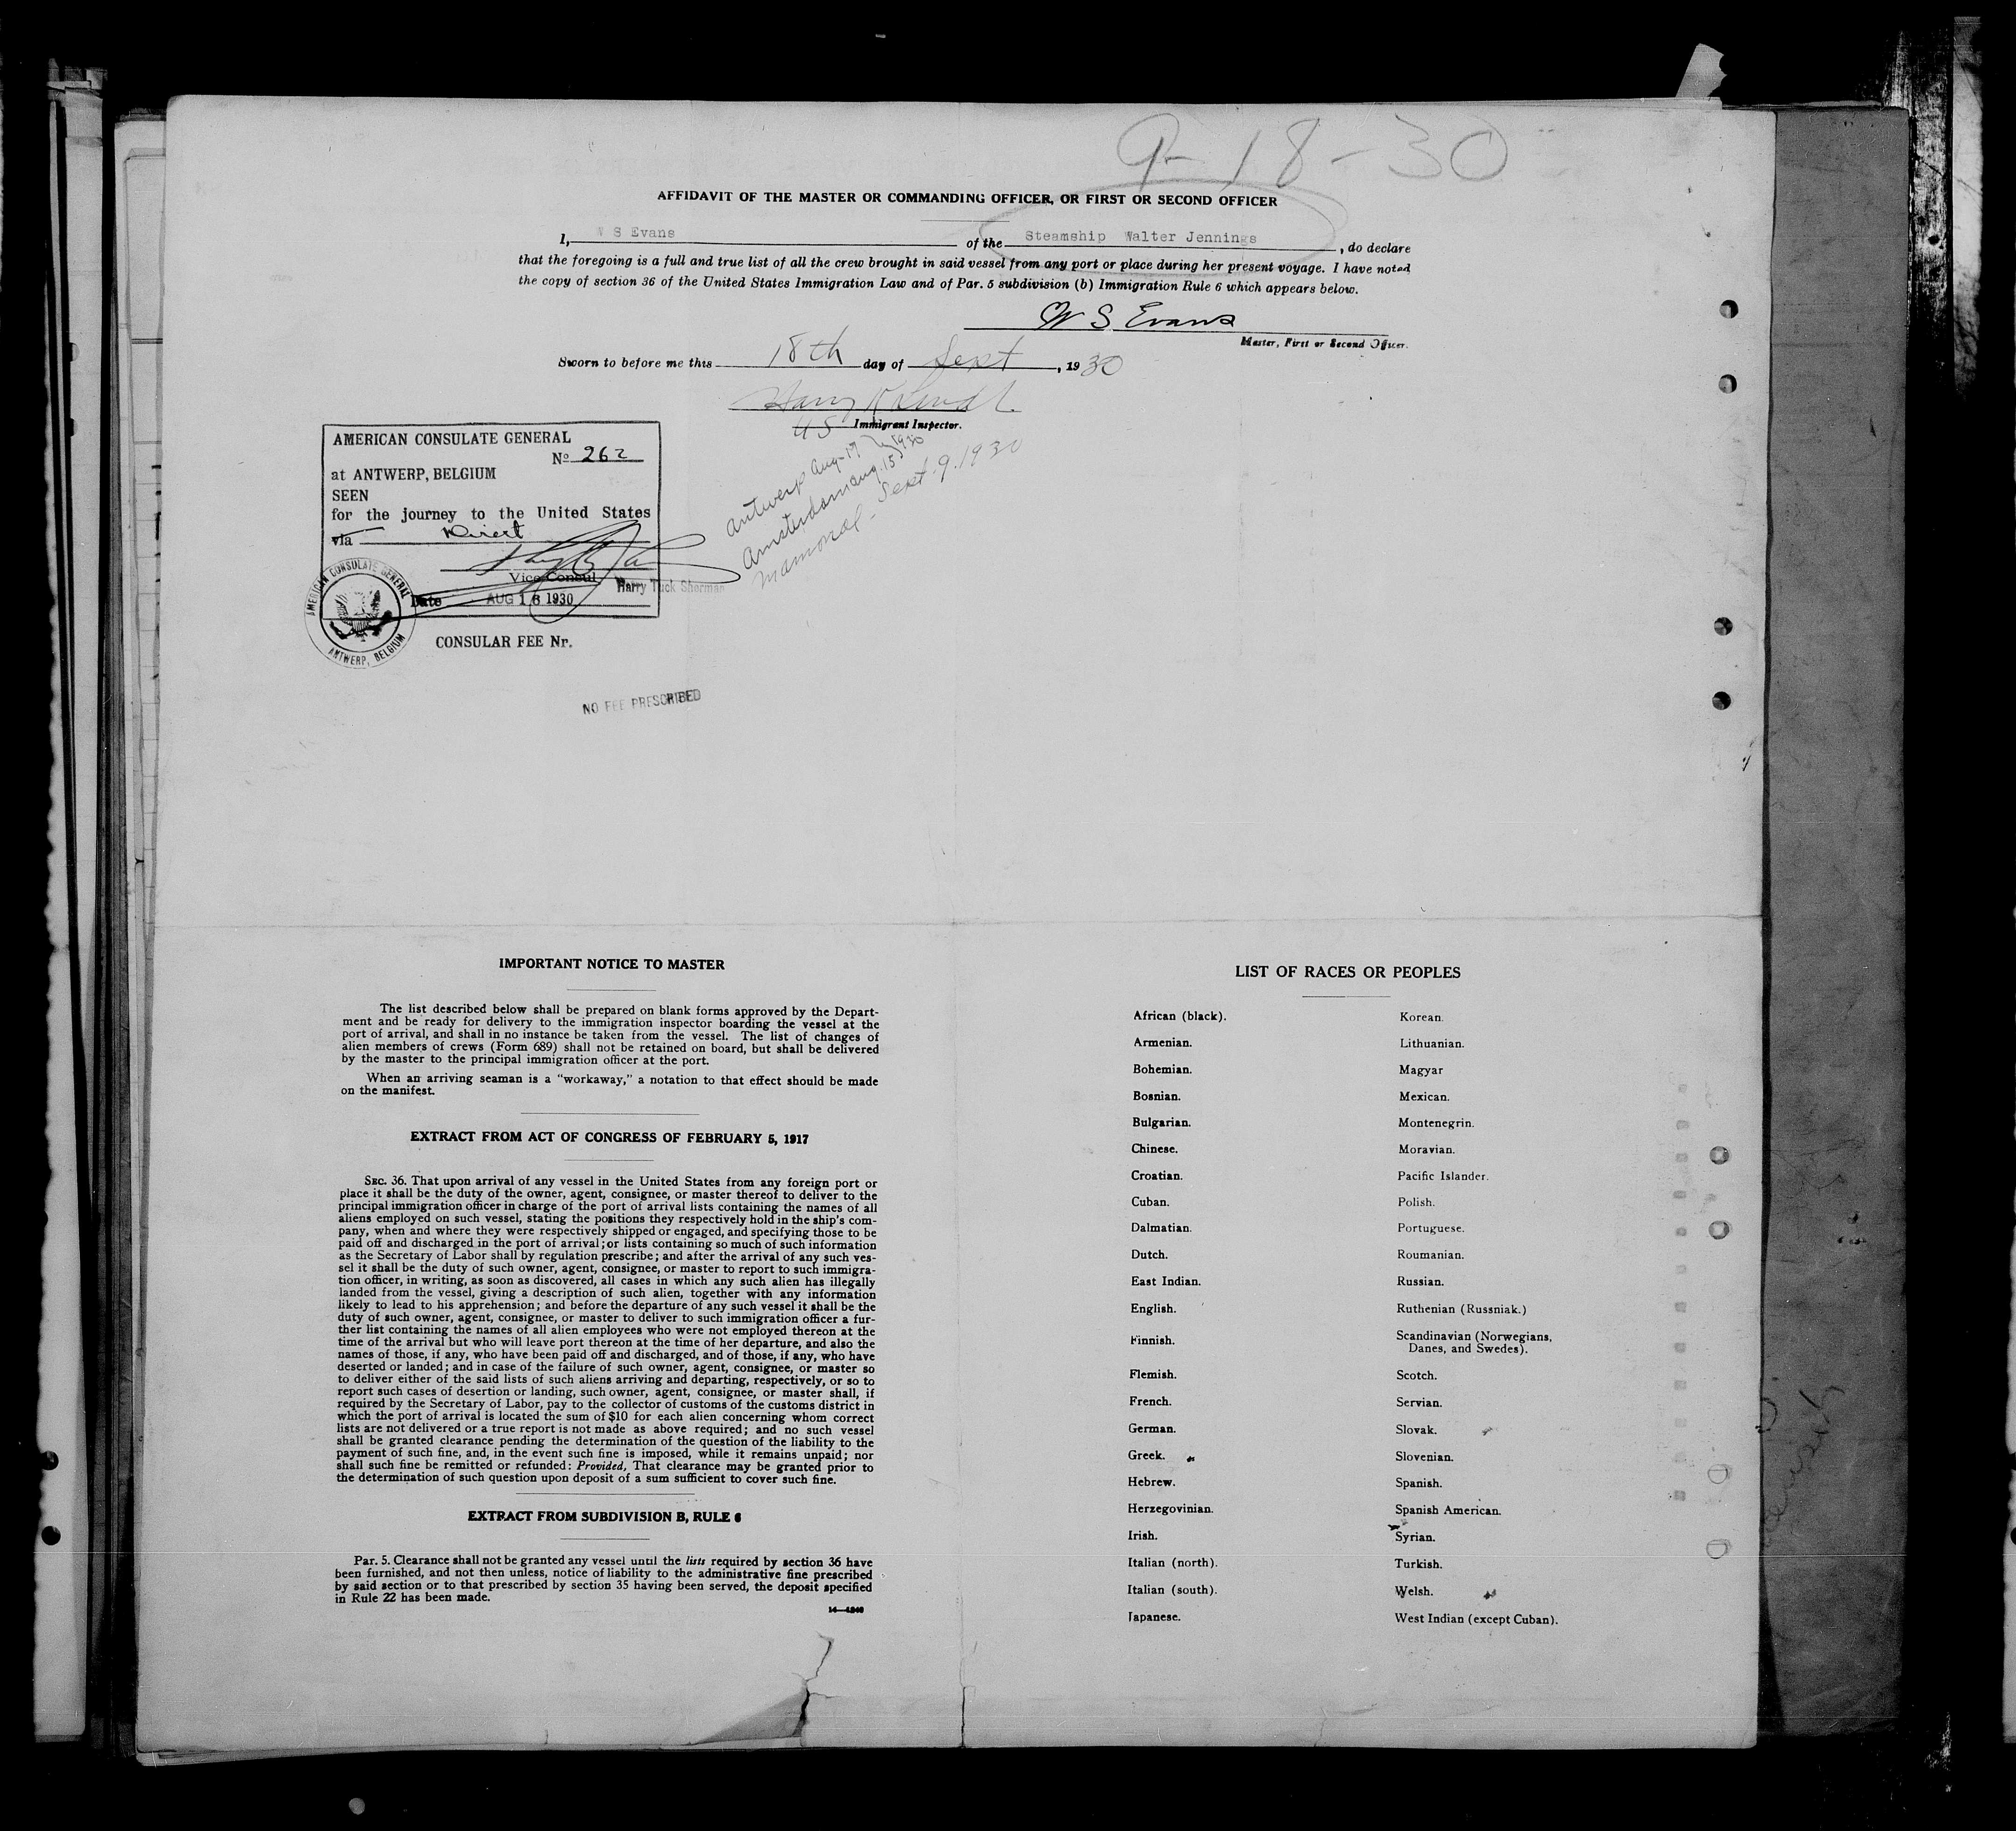 9-18-30
AFFIDAVIT OF THE MASTER OR COMMANDING OFFICER, OR FIRST OR SECOND OFFICER
I, W S Evans of the Steamship Walter Jennings, do declare
that the foregoing is a full and true list of all the crew brought in said vessel from any port or place during her present voyage. I have noted
the copy of section 36 of the United States Immigration Law and of Par. 5 subdivision (b) Immigration Rule 6 which appears below.
W S Evans
Master, First or Second Officer.
Sworn to before me this 18th day of Sept, 1930
Harry
US Immigrant Inspector.
AMERICAN CONSULATE GENERAL
No 262
at ANTWERP, BELGIUM
SEEN
for the journey to the United States
via Direct
Vice Consul Harry Tuck Sherman
Date AUG 18 1930
AMERICAN CONSULATE GENERAL
ANTWERP, BELGIUM
CONSULAR FEE Nr.
NO FEE PRESCRIBED
Antwerp Aug-17
Amsterdam Aug. 15 1930
Mamonal - Sept. 9. 1930
IMPORTANT NOTICE TO MASTER
The list described below shall be prepared on blank forms approved by the Depart-
ment and be ready for delivery to the immigration inspector boarding the vessel at the
port of arrival, and shall in no instance be taken from the vessel. The list of changes of
alien members of crews (Form 689) shall not be retained on board, but shall be delivered
by the master to the principal immigration officer at the port.
When an arriving seaman is a "workaway," a notation to that effect should be made
on the manifest.
EXTRACT FROM ACT OF CONGRESS OF FEBRUARY 5, 1917
SEC. 36. That upon arrival of any vessel in the United States from any foreign port or
place it shall be the duty of the owner, agent, consignee, or master thereof to deliver to the
principal immigration officer in charge of the port of arrival lists containing the names of all
aliens employed on such vessel, stating the positions they respectively hold in the ship's com-
pany, when and where they were respectively shipped or engaged, and specifying those to be
paid off and discharged in the port of arrival; or lists containing so much of such information
as the Secretary of Labor shall by regulation prescribe; and after the arrival of any such ves-
sel it shall be the duty of such owner, agent, consignee, or master to report to such immigra-
tion officer, in writing, as soon as discovered, all cases in which any such alien has illegally
landed from the vessel, giving a description of such alien, together with any information
likely to lead to his apprehension; and before the departure of any such vessel it shall be the
duty of such owner, agent, consignee, or master to deliver to such immigration officer a fur-
ther list containing the names of all alien employees who were not employed thereon at the
time of the arrival but who will leave port thereon at the time of her departure, and also the
names of those, if any, who have been paid off and discharged, and of those, if any, who have
deserted or landed; and in case of the failure of such owner, agent, consignee, or master so
to deliver either of the said lists of such aliens arriving and departing, respectively, or so to
report such cases of desertion or landing, such owner, agent, consignee, or master shall, if
required by the Secretary of Labor, pay to the collector of customs of the customs district in
which the port of arrival is located the sum of $10 for each alien concerning whom correct
lists are not delivered or a true report is not made as above required; and no such vessel
shall be granted clearance pending the determination of the question of the liability to the
payment of such fine, and, in the event such fine is imposed, while it remains unpaid; nor
shall such fine be remitted or refunded: Provided, That clearance may be granted prior to
the determination of such question upon deposit of a sum sufficient to cover such fine.
EXTRACT FROM SUBDIVISION B, RULE 6
Par. 5. Clearance shall not be granted any vessel until the lists required by section 36 have
been furnished, and not then unless, notice of liability to the administrative fine prescribed
by said section or to that prescribed by section 35 having been served, the deposit specified
in Rule 22 has been made.
LIST OF RACES OR PEOPLES
African (black).
Armenian.
Bohemian.
Bosnian.
Bulgarian.
Chinese.
Croatian.
Cuban.
Dalmatian.
Dutch.
East Indian.
English.
Finnish.
Flemish.
French.
German.
Greek.
Hebrew.
Herzegovinian.
Irish.
Italian (north).
Italian (south).
Japanese.
Korean.
Lithuanian.
Magyar
Mexican.
Montenegrin.
Moravian.
Pacific Islander.
Polish.
Portuguese.
Roumanian.
Russian.
Ruthenian (Russniak.)
Scandinavian (Norwegians,
Danes, and Swedes).
Scotch.
Servian.
Slovak.
Slovenian.
Spanish.
Spanish American.
Syrian.
Turkish.
Welsh.
West Indian (except Cuban).